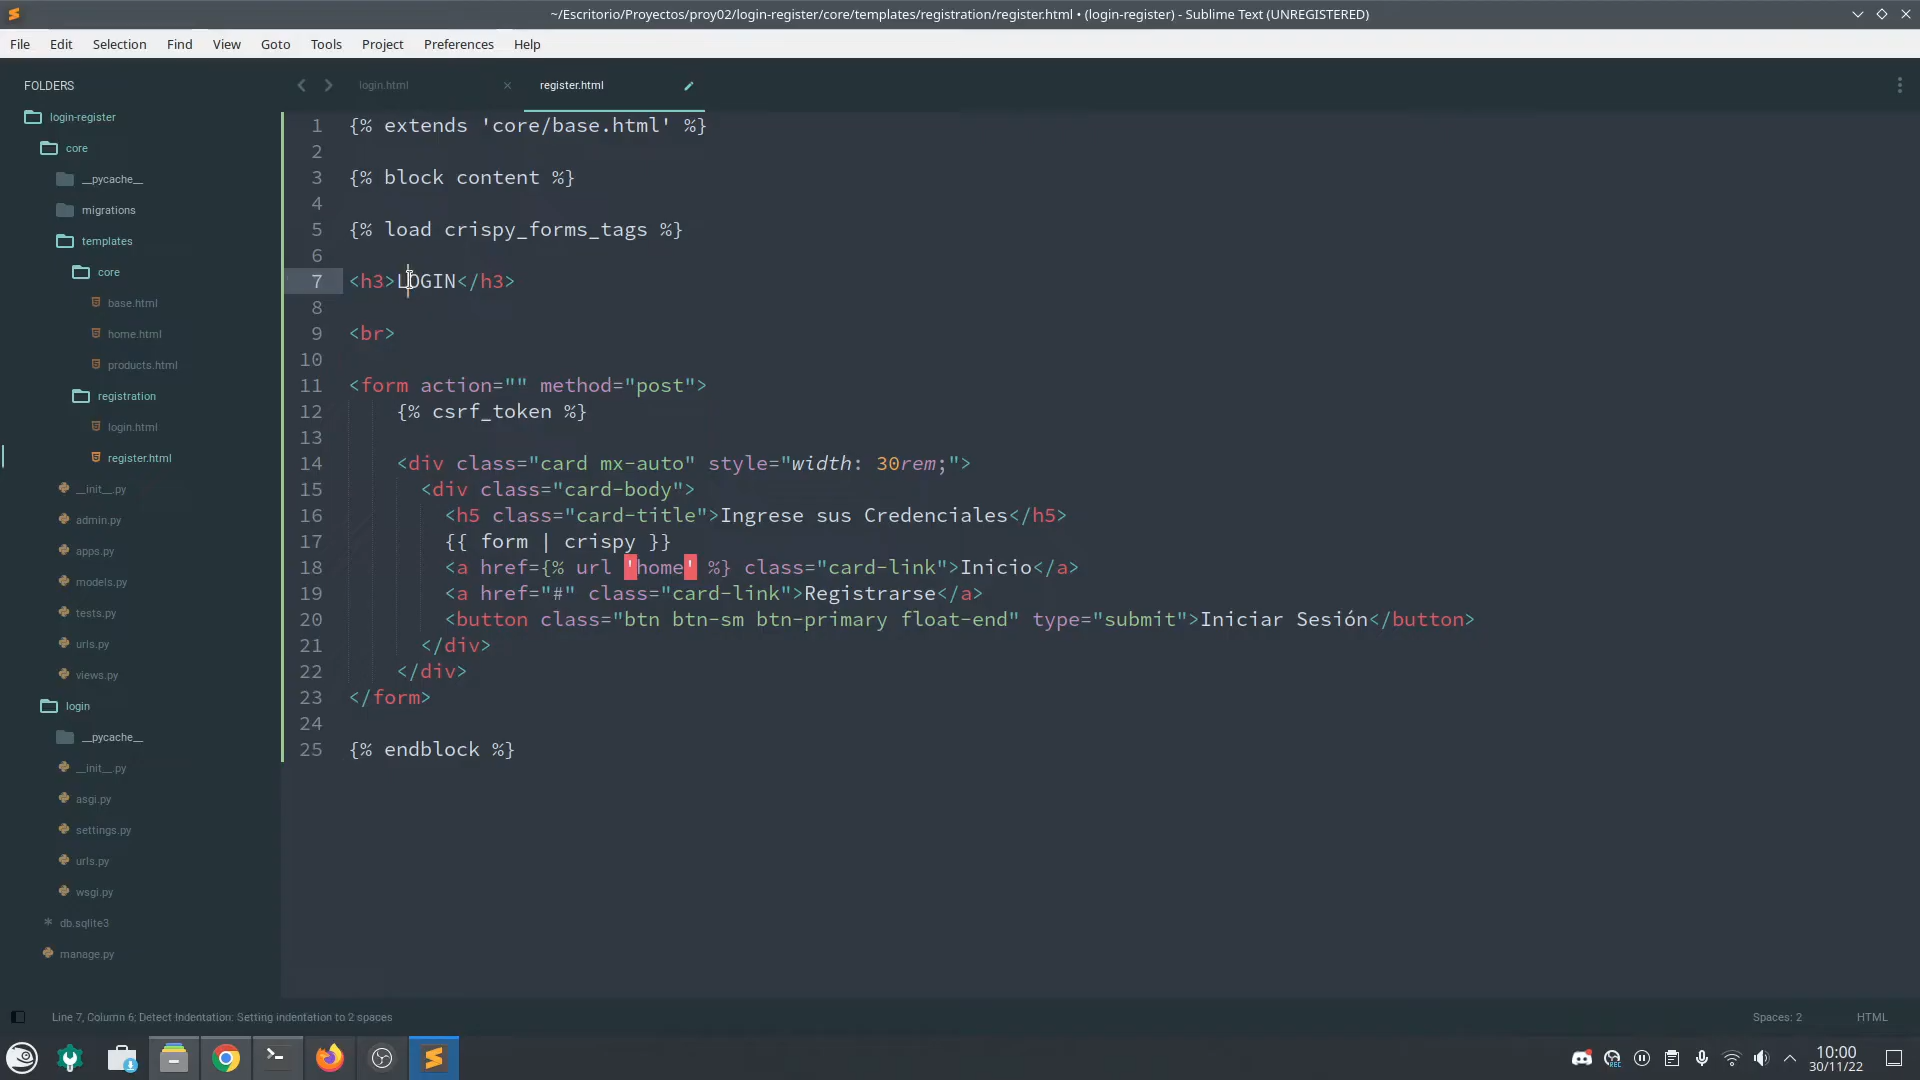 ~/Escritorio/Proyectos/proy02/login-register/core/templates/registration/register.html • (login-register) - Sublime Text (UNREGISTERED)
File Edit Selection Find View Goto Tools Project Preferences Help
FOLDERS
login-register
core
__pycache__
migrations
templates
core
base.html
home.html
products.html
registration
login.html
register.html
__init__.py
admin.py
apps.py
models.py
tests.py
urls.py
views.py
login
__pycache__
__init__.py
asgi.py
settings.py
urls.py
wsgi.py
db.sqlite3
manage.py
login.html register.html
1 {% extends 'core/base.html' %}
2
3 {% block content %}
4
5 {% load crispy_forms_tags %}
6
7 <h3>LOGIN</h3>
8
9 <br>
10
11 <form action="" method="post">
12 {% csrf_token %}
13
14 <div class="card mx-auto" style="width: 30rem;">
15 <div class="card-body">
16 <h5 class="card-title">Ingrese sus Credenciales</h5>
17 {{ form | crispy }}
18 <a href={% url 'home' %} class="card-link">Inicio</a>
19 <a href="#" class="card-link">Registrarse</a>
20 <button class="btn btn-sm btn-primary float-end" type="submit">Iniciar Sesión</button>
21 </div>
22 </div>
23 </form>
24
25 {% endblock %}
Line 7, Column 6; Detect Indentation: Setting indentation to 2 spaces
Spaces: 2 HTML
REC
10:00
30/11/22